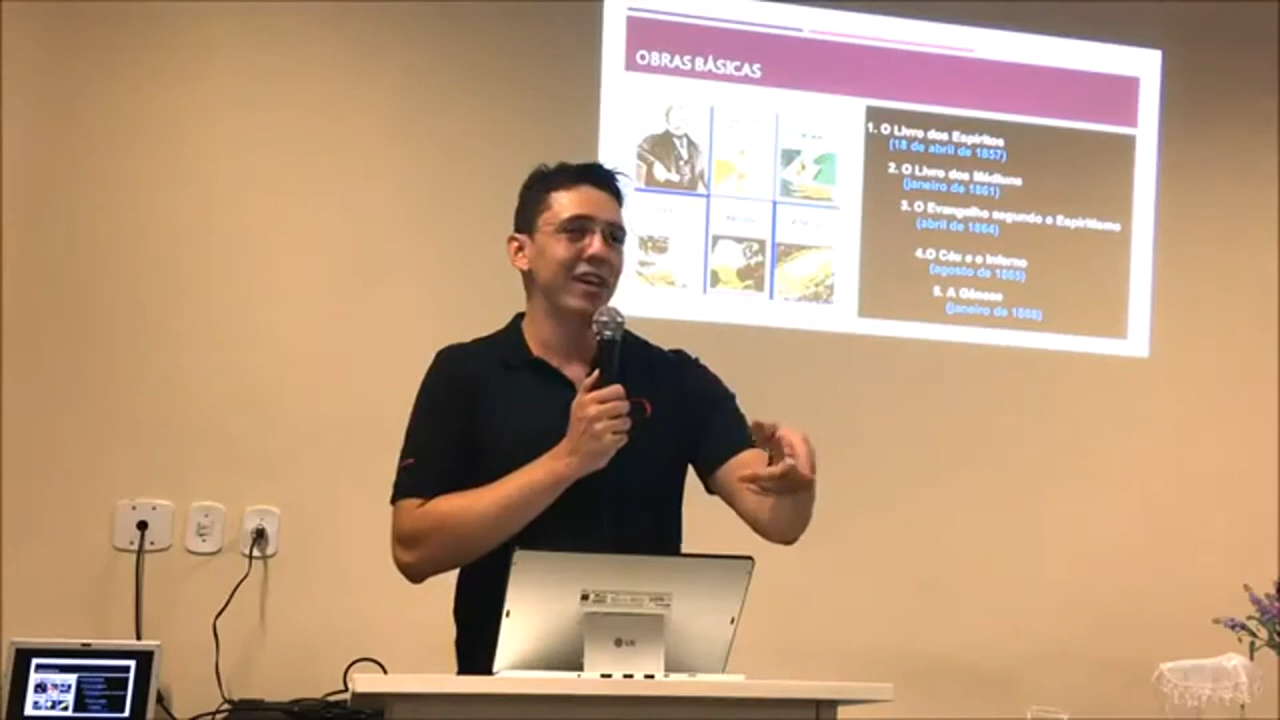 OBRAS BÁSICAS
1. O Livro dos Espíritos
(18 de abril de 1857)
2. O Livro dos Médiuns
(janeiro de 1861)
3. O Evangelho segundo o Espiritismo
(abril de 1864)
4.O Céu e o Inferno
(agosto de 1865)
5. A Gênese
(janeiro de 1868)
LG